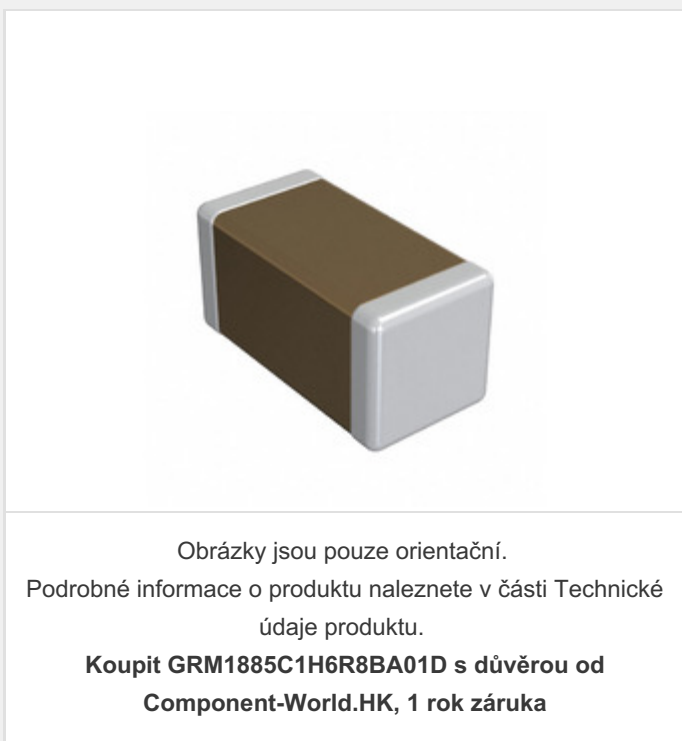 Obrázky jsou pouze orientační.
Podrobné informace o produktu naleznete v části Technické
údaje produktu.
Koupit GRM1885C1H6R8BA01D s důvěrou od
Component-World.HK, 1 rok záruka